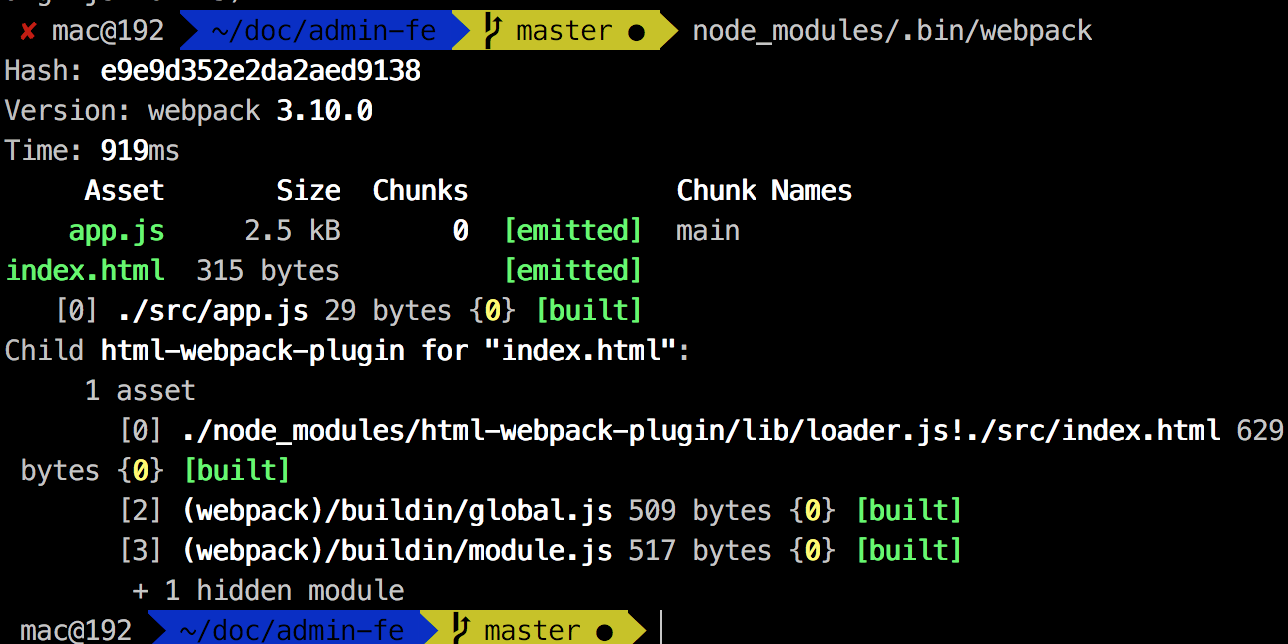 ✘ mac@192 ~/doc/admin-fe master ● node_modules/.bin/webpack
Hash: e9e9d352e2da2aed9138
Version: webpack 3.10.0
Time: 919ms
Asset Size Chunks Chunk Names
app.js 2.5 kB 0 [emitted] main
index.html 315 bytes [emitted]
[0] ./src/app.js 29 bytes {0} [built]
Child html-webpack-plugin for "index.html":
1 asset
[0] ./node_modules/html-webpack-plugin/lib/loader.js!./src/index.html 629
bytes {0} [built]
[2] (webpack)/buildin/global.js 509 bytes {0} [built]
[3] (webpack)/buildin/module.js 517 bytes {0} [built]
+ 1 hidden module
mac@192 ~/doc/admin-fe master ●